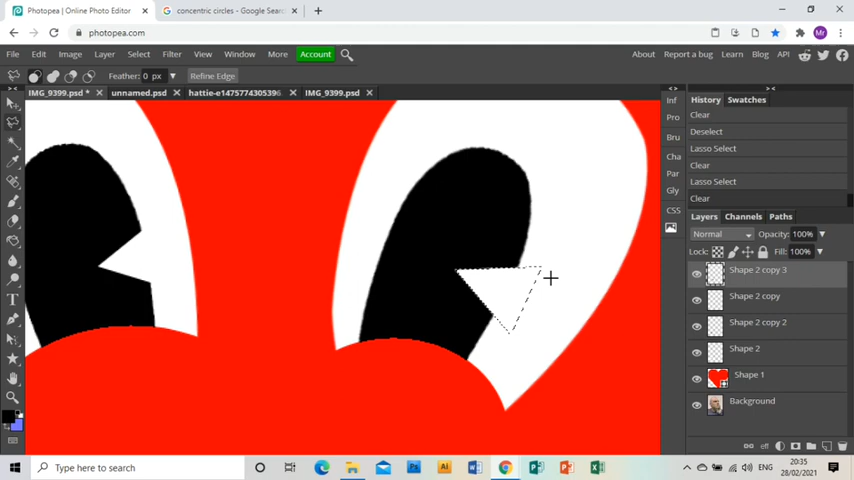 Photopea | Online Photo Editor
concentric circles - Google Sear
photopea.com
File Edit Image Layer Select Filter View Window More Account
About Report a bug Learn Blog API
Feather: 0 px Refine Edge
IMG_9399.psd * unnamed.psd hattie-e1475774305396 IMG_9399.psd
Inf
Pro
Bru
Cha
Par
Gly
CSS
History Swatches
Clear
Deselect
Lasso Select
Clear
Lasso Select
Clear
Layers Channels Paths
Normal Opacity: 100%
Lock: Fill: 100%
Shape 2 copy 3
Shape 2 copy
Shape 2 copy 2
Shape 2
Shape 1
Background
eff
Type here to search
ENG
20:35
28/02/2021